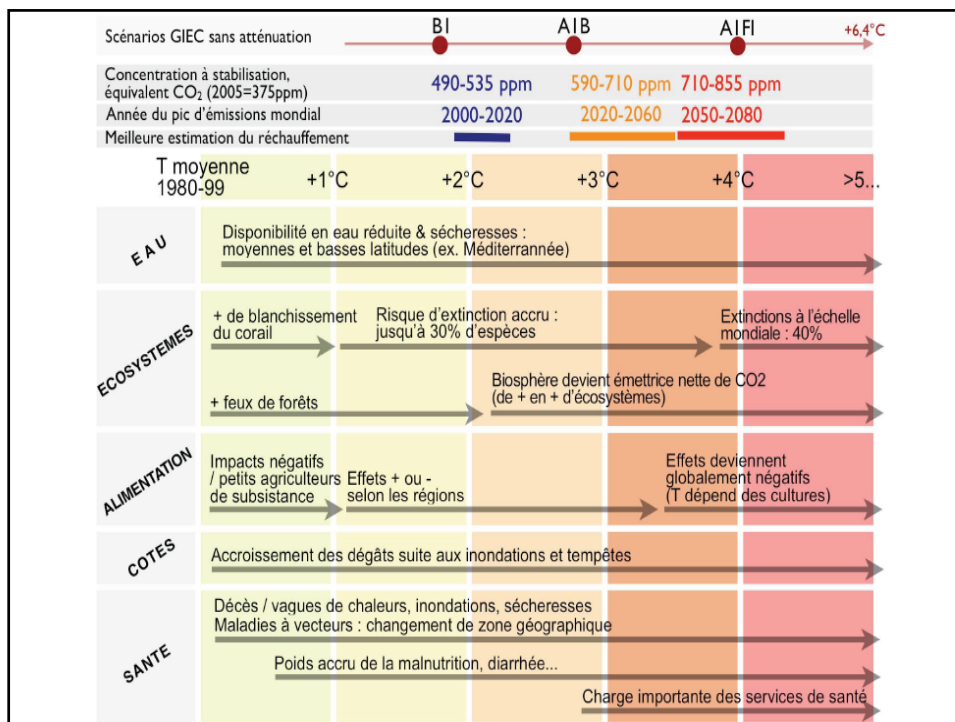 Scénarios GIEC sans atténuation
BI
AIB
AIFI
+6,4°C
Concentration à stabilisation,
équivalent CO₂ (2005=375ppm)
490-535 ppm
590-710 ppm
710-855 ppm
Année du pic d'émissions mondial
2000-2020
2020-2060
2050-2080
Meilleure estimation du réchauffement
T moyenne
1980-99
+1°C
+2°C
+3°C
+4°C
>5...
EAU
Disponibilité en eau réduite & sécheresses :
moyennes et basses latitudes (ex. Méditerrannée)
ECOSYSTEMES
+ de blanchissement
du corail
Risque d'extinction accru :
jusqu'à 30% d'espèces
Extinctions à l'échelle
mondiale : 40%
+ feux de forêts
Biosphère devient émettrice nette de CO2
(de + en + d'écosystèmes)
ALIMENTATION
Impacts négatifs
/ petits agriculteurs
de subsistance
Effets + ou -
selon les régions
Effets deviennent
globalement négatifs
(T dépend des cultures)
COTES
Accroissement des dégâts suite aux inondations et tempêtes
SANTE
Décès / vagues de chaleurs, inondations, sécheresses
Maladies à vecteurs : changement de zone géographique
Poids accru de la malnutrition, diarrhée...
Charge importante des services de santé